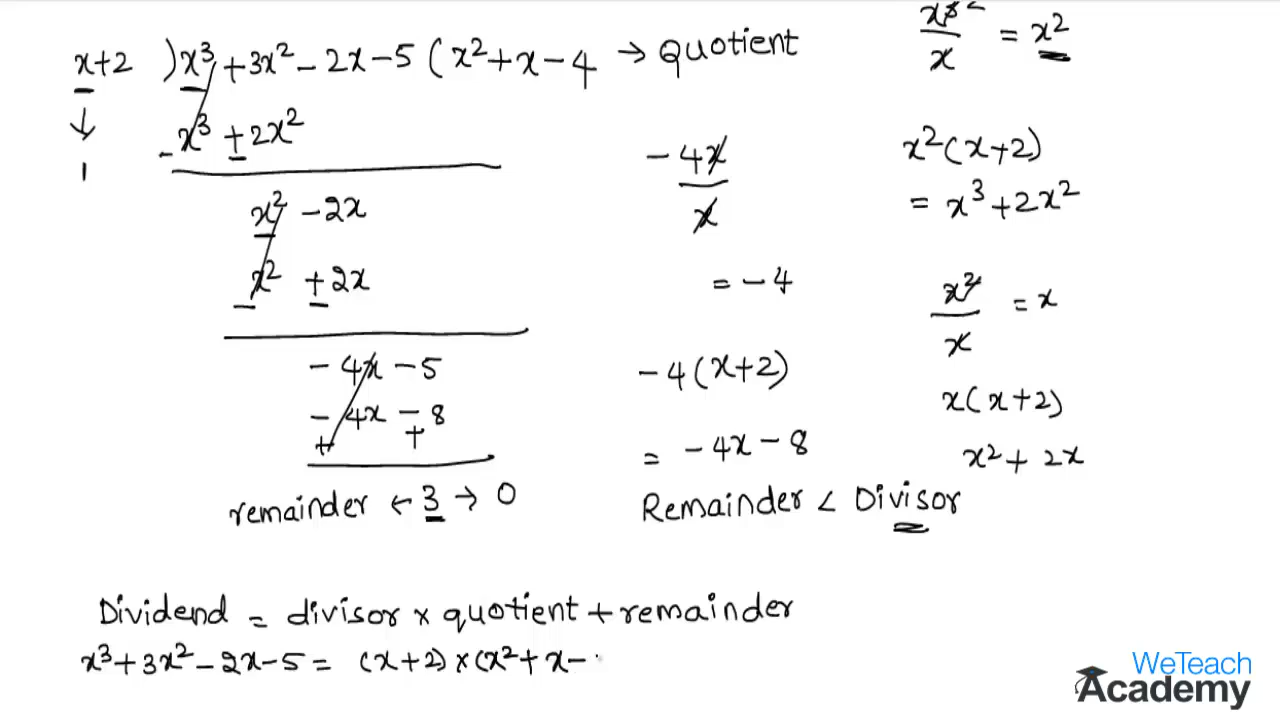 x+2 ) x³ + 3x² - 2x - 5 ( x² + x - 4 → quotient
x³ + 2x²
x² - 2x
x² + 2x
- 4x - 5
- 4x - 8
+ +
remainder ← 3 → 0
↓
1
- 4x / x
= - 4
- 4 (x+2)
= - 4x - 8
Remainder < Divisor
x³ / x = x²
x² (x+2)
= x³ + 2x²
x² / x = x
x (x+2)
x² + 2x
Dividend = divisor × quotient + remainder
x³ + 3x² - 2x - 5 = (x+2) × (x² + x -
WeTeach
Academy